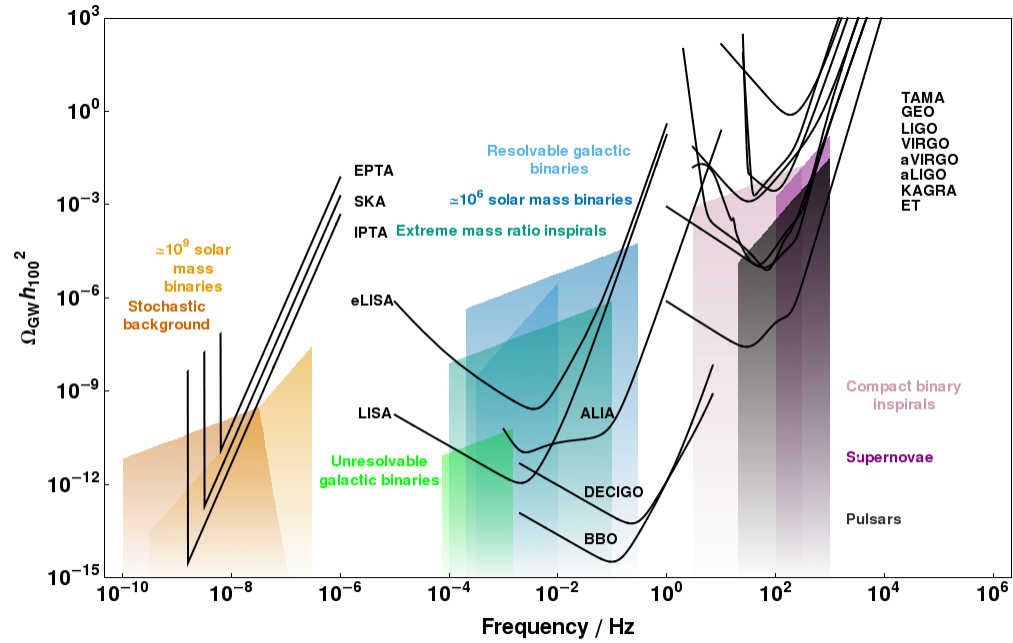 10³
10⁰
10⁻³
10⁻⁶
10⁻⁹
10⁻¹²
10⁻¹⁵
Ω_GW h₁₀₀²
EPTA
SKA
IPTA
≃10⁹ solar
mass
binaries
Stochastic
background
Resolvable galactic
binaries
≃10⁶ solar mass binaries
Extreme mass ratio inspirals
eLISA
LISA
Unresolvable
galactic binaries
ALIA
DECIGO
BBO
TAMA
GEO
LIGO
VIRGO
aVIRGO
aLIGO
KAGRA
ET
Compact binary
inspirals
Supernovae
Pulsars
10⁻¹⁰ 10⁻⁸ 10⁻⁶ 10⁻⁴ 10⁻² 10⁰ 10² 10⁴ 10⁶
Frequency / Hz